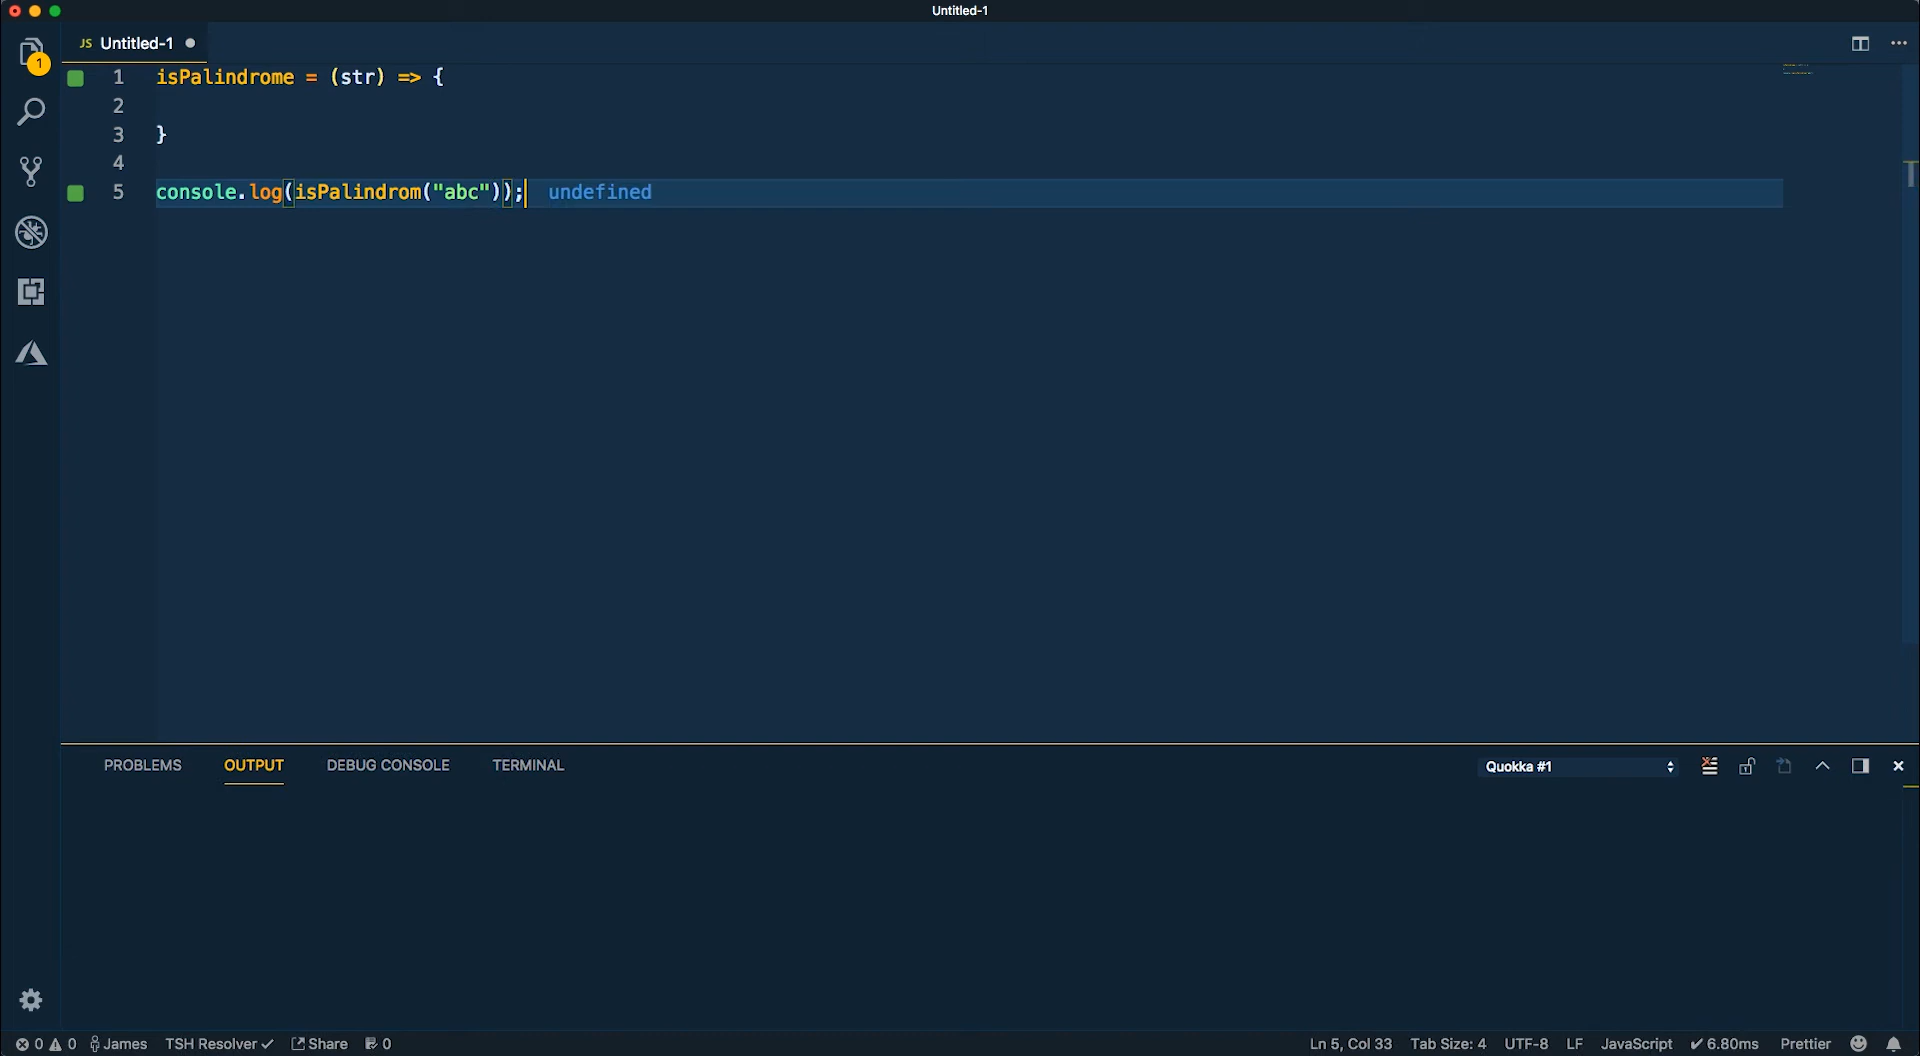 Untitled-1
JS Untitled-1
1
1 isPalindrome = (str) => {
2
3 }
4
5 console.log(isPalindrom("abc")); undefined
PROBLEMS OUTPUT DEBUG CONSOLE TERMINAL Quokka #1
0 0 James TSH Resolver ✓ Share 0 Ln 5, Col 33 Tab Size: 4 UTF-8 LF JavaScript ✔ 6.80ms Prettier